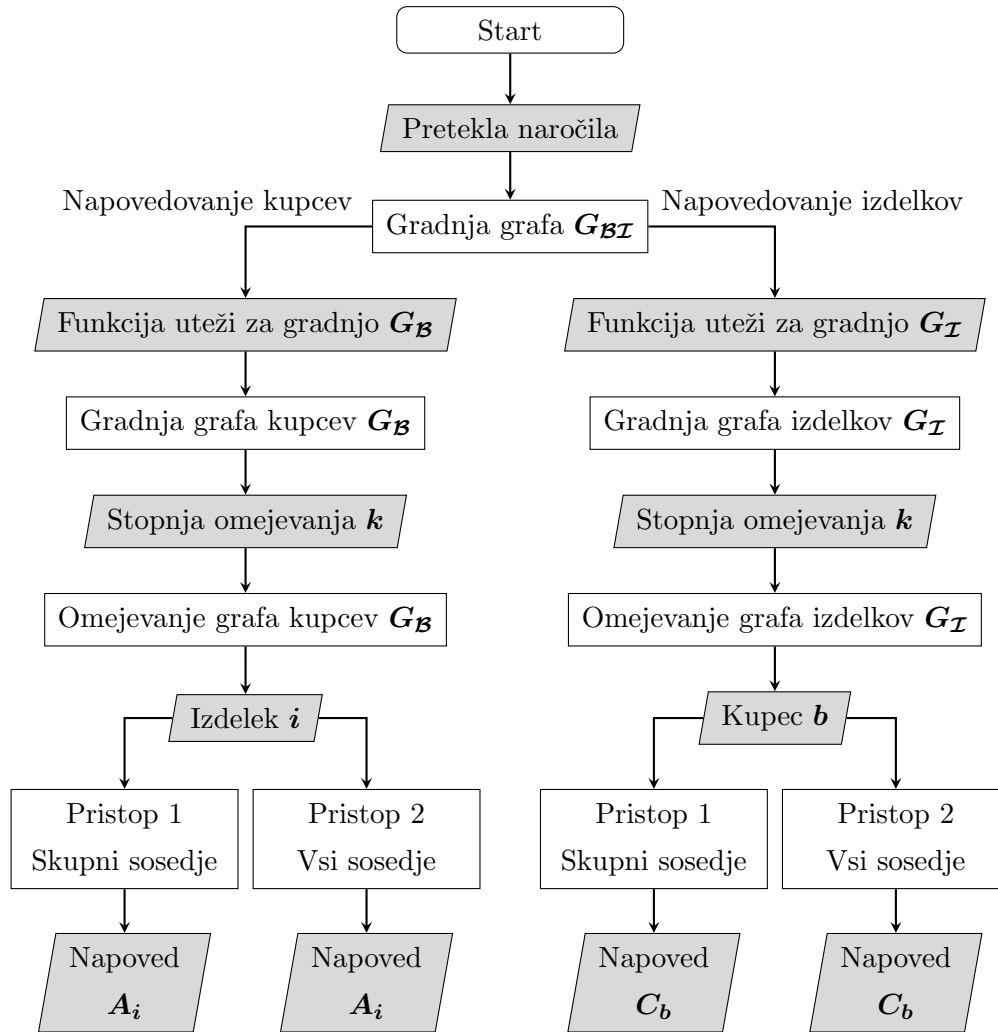 Start
Pretekla naročila
Napovedovanje kupcev
Napovedovanje izdelkov
Gradnja grafa G_{BI}
Funkcija uteži za gradnjo G_B
Funkcija uteži za gradnjo G_I
Gradnja grafa kupcev G_B
Gradnja grafa izdelkov G_I
Stopnja omejevanja k
Stopnja omejevanja k
Omejevanje grafa kupcev G_B
Omejevanje grafa izdelkov G_I
Izdelek i
Kupec b
Pristop 1
Skupni sosedje
Pristop 2
Vsi sosedje
Pristop 1
Skupni sosedje
Pristop 2
Vsi sosedje
Napoved
A_i
Napoved
A_i
Napoved
C_b
Napoved
C_b